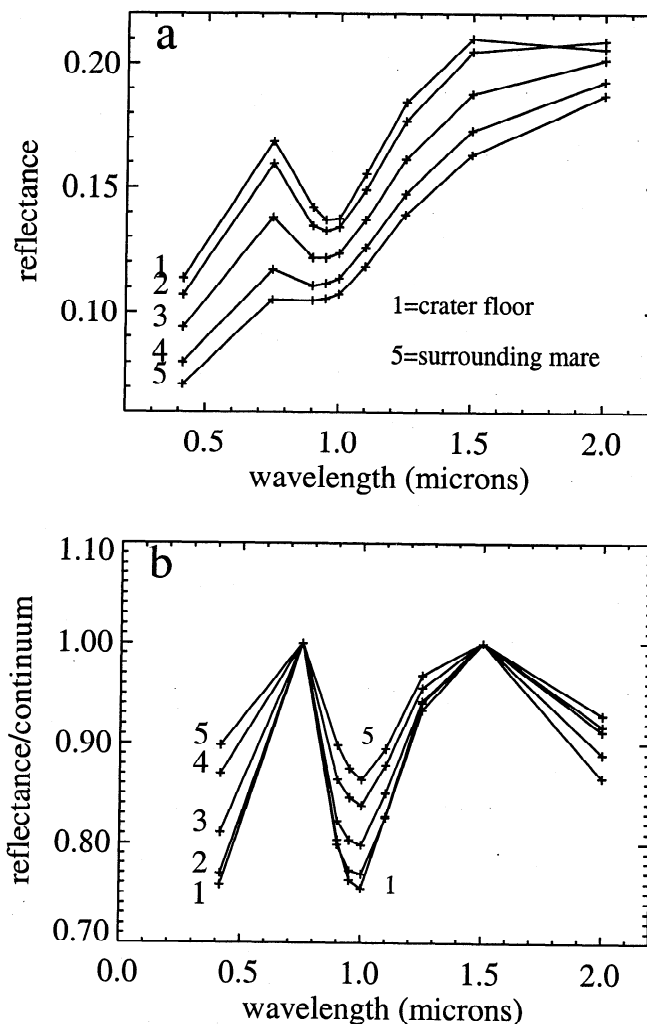 a
0.20
0.15
0.10
reflectance
1
2
3
4
5
1=crater floor
5=surrounding mare
0.5 1.0 1.5 2.0
wavelength (microns)
b
1.10
1.00
0.90
0.80
0.70
reflectance/continuum
5
4
3
2
1
5
1
0.0 0.5 1.0 1.5 2.0
wavelength (microns)